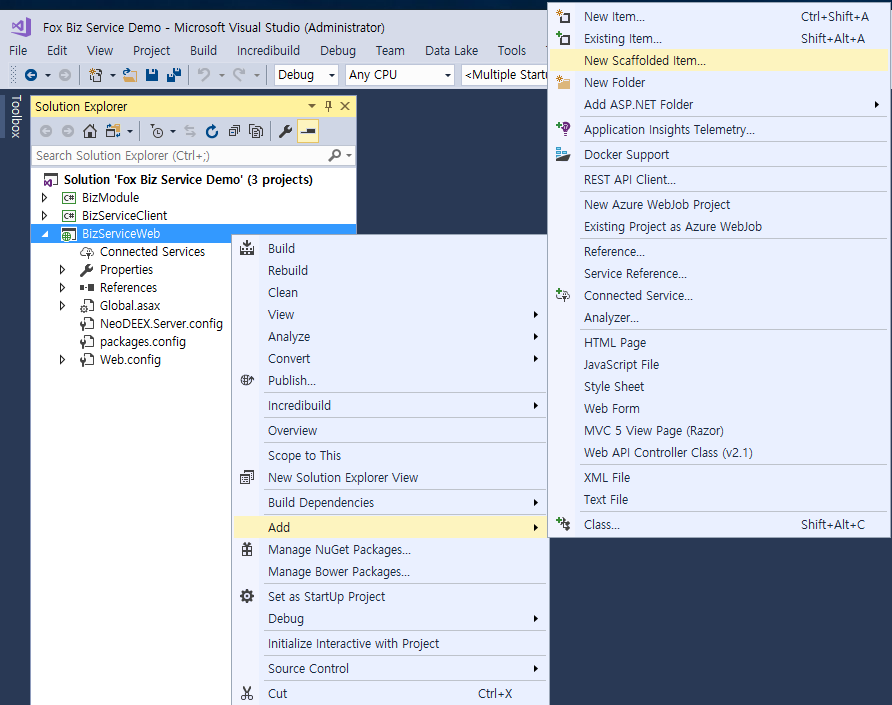 Fox Biz Service Demo - Microsoft Visual Studio (Administrator)
File Edit View Project Build Incredibuild Debug Team Data Lake Tools
Debug Any CPU <Multiple Startu
Toolbox
Solution Explorer
Search Solution Explorer (Ctrl+;)
Solution 'Fox Biz Service Demo' (3 projects)
C# BizModule
C# BizServiceClient
BizServiceWeb
Connected Services
Properties
References
Global.asax
NeoDEEX.Server.config
packages.config
Web.config
Build
Rebuild
Clean
View
Analyze
Convert
Publish...
Incredibuild
Overview
Scope to This
New Solution Explorer View
Build Dependencies
Add
Manage NuGet Packages...
Manage Bower Packages...
Set as StartUp Project
Debug
Initialize Interactive with Project
Source Control
Cut Ctrl+X
New Item... Ctrl+Shift+A
Existing Item... Shift+Alt+A
New Scaffolded Item...
New Folder
Add ASP.NET Folder
Application Insights Telemetry...
Docker Support
REST API Client...
New Azure WebJob Project
Existing Project as Azure WebJob
Reference...
Service Reference...
Connected Service...
Analyzer...
HTML Page
JavaScript File
Style Sheet
Web Form
MVC 5 View Page (Razor)
Web API Controller Class (v2.1)
XML File
Text File
Class... Shift+Alt+C